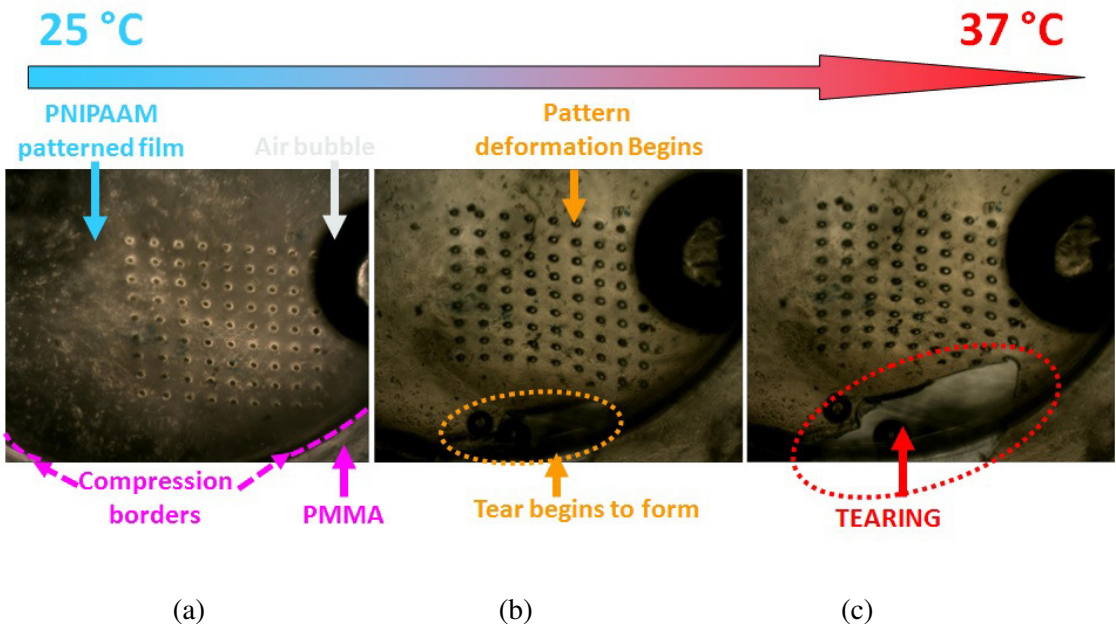 25 °C
37 °C
PNIPAAM
patterned film
Air bubble
Pattern
deformation Begins
Compression
borders
PMMA
Tear begins to form
TEARING
(a)
(b)
(c)